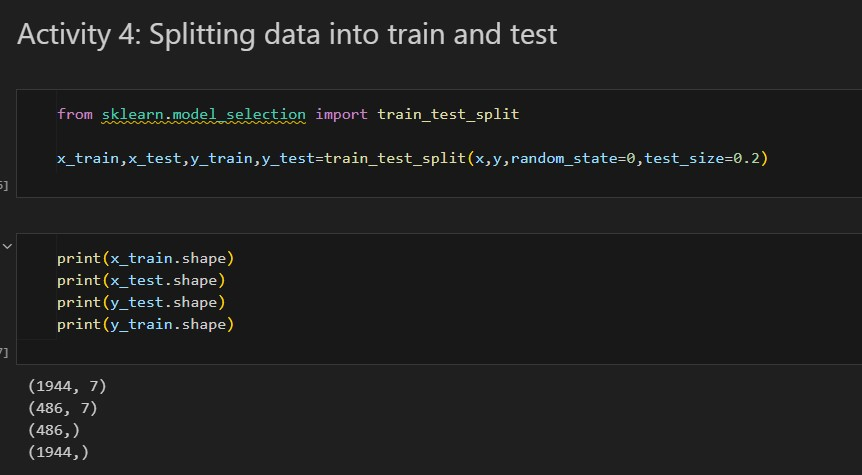 Activity 4: Splitting data into train and test
from sklearn.model_selection import train_test_split
x_train,x_test,y_train,y_test=train_test_split(x,y,random_state=0,test_size=0.2)
]
print(x_train.shape)
print(x_test.shape)
print(y_test.shape)
print(y_train.shape)
]
(1944, 7)
(486, 7)
(486,)
(1944,)